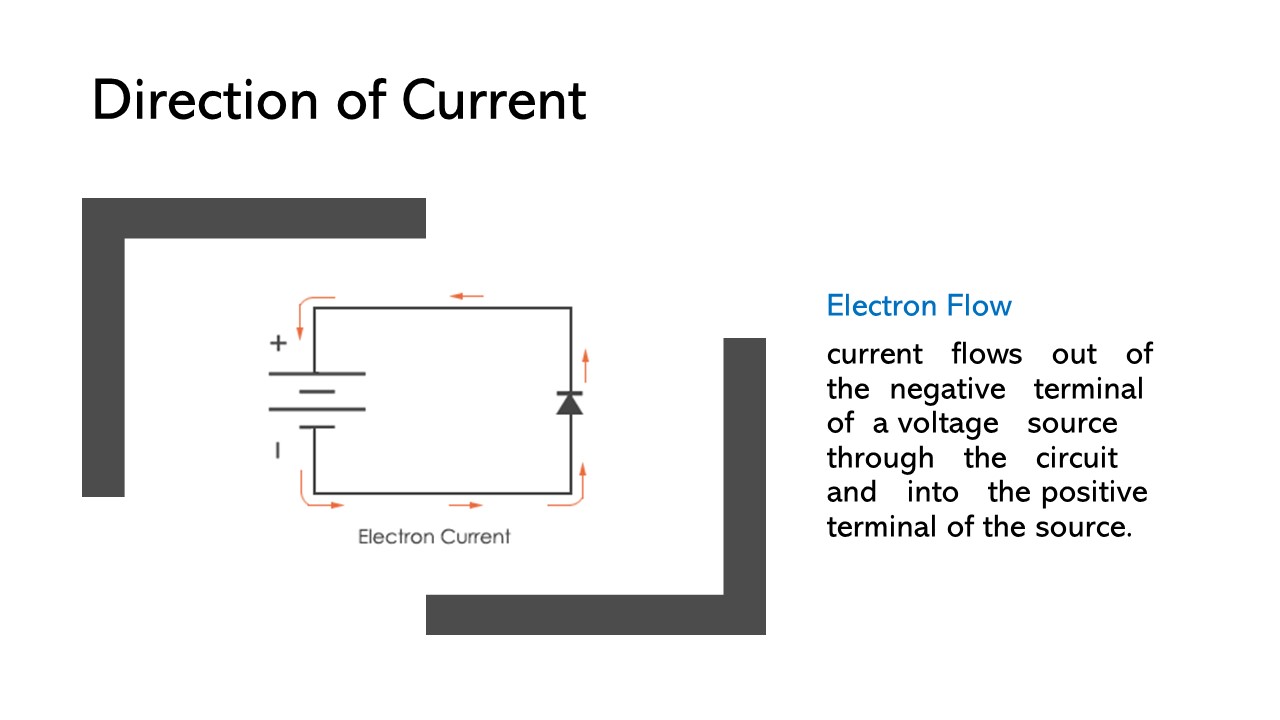 Direction of Current
+
–
Electron Current
Electron Flow
current flows out of
the negative terminal
of a voltage source
through the circuit
and into the positive
terminal of the source.